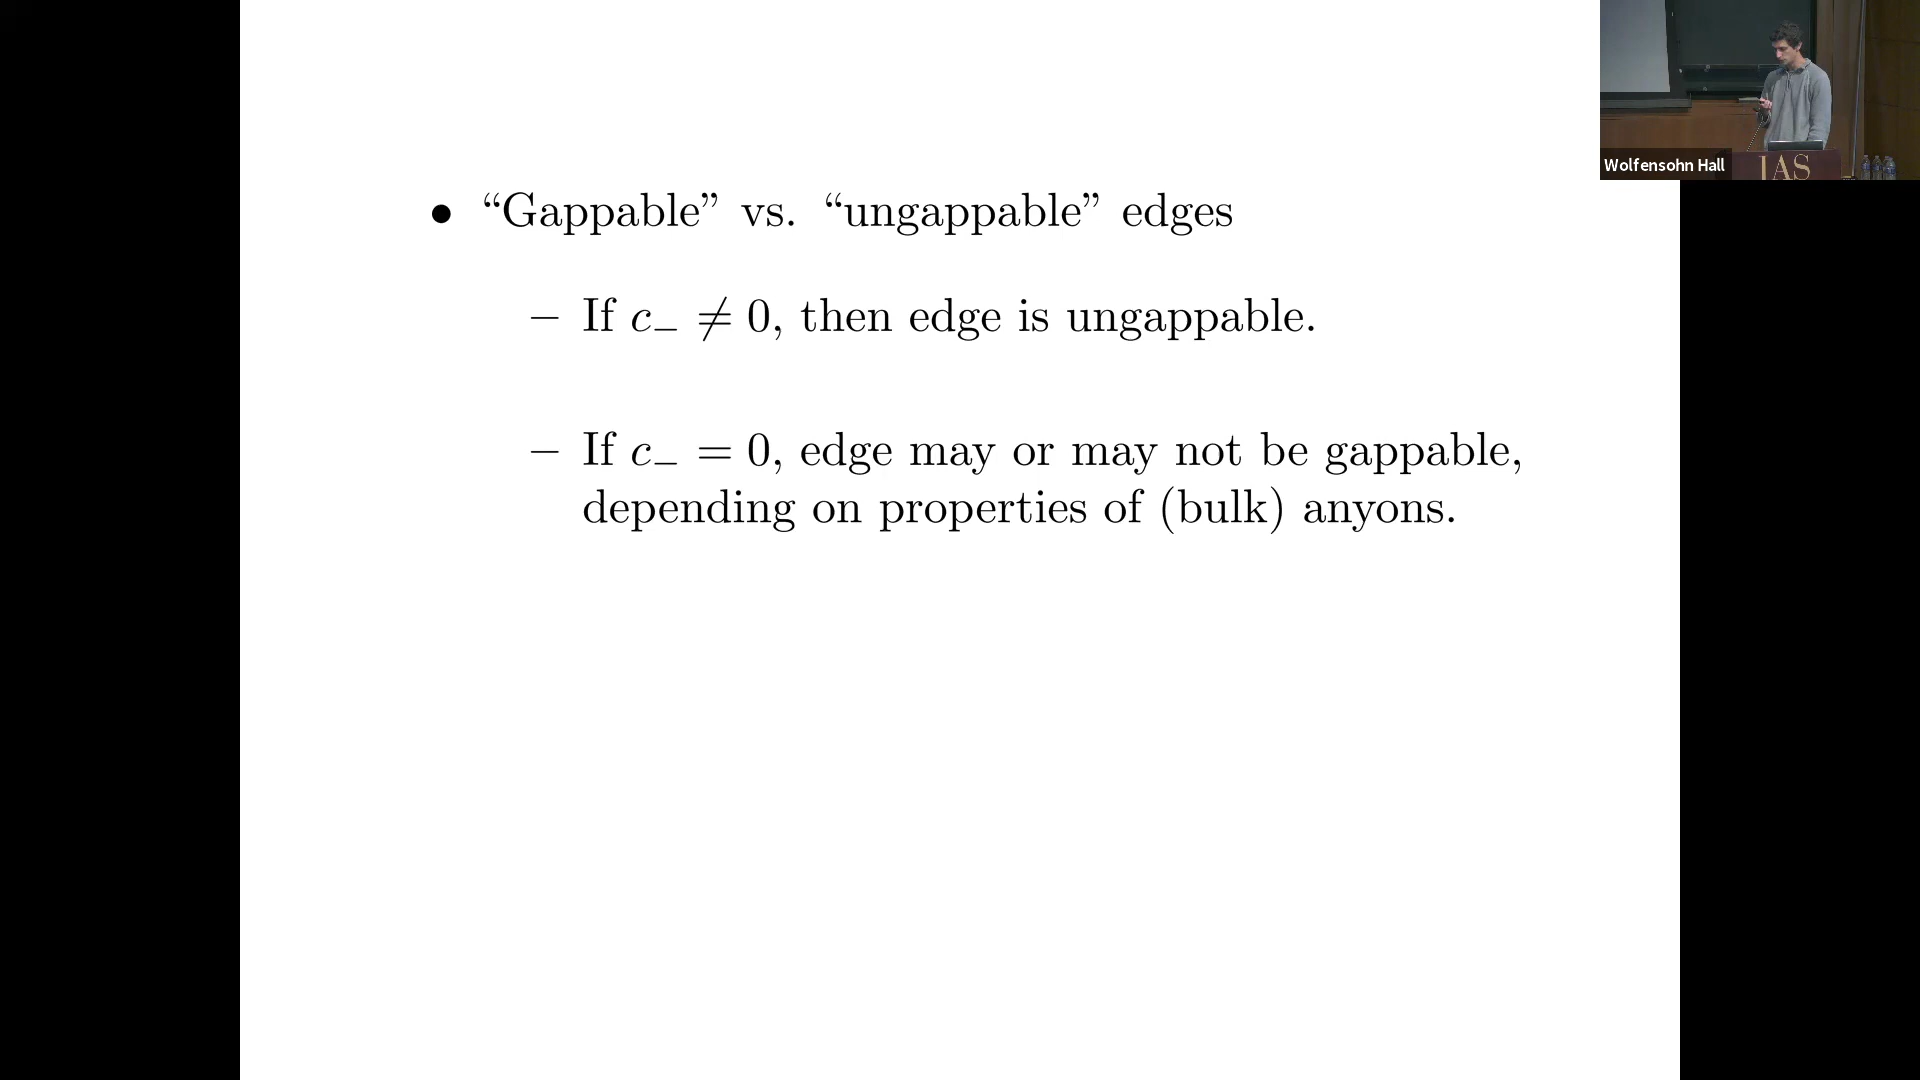 • “Gappable” vs. “ungappable” edges
– If c₋ ≠ 0, then edge is ungappable.
– If c₋ = 0, edge may or may not be gappable,
depending on properties of (bulk) anyons.
Wolfensohn Hall
IAS